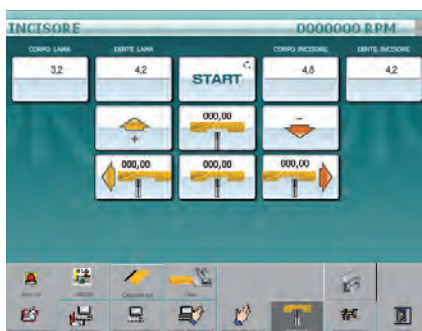 INCISORE 0000000 RPM
CORPO LAMA DENTE LAMA CORPO INCISORE DENTE INCISORE
3,2 4,2 START 4,8 4,2
+ 000,00 -
000,00 000,00 000,00